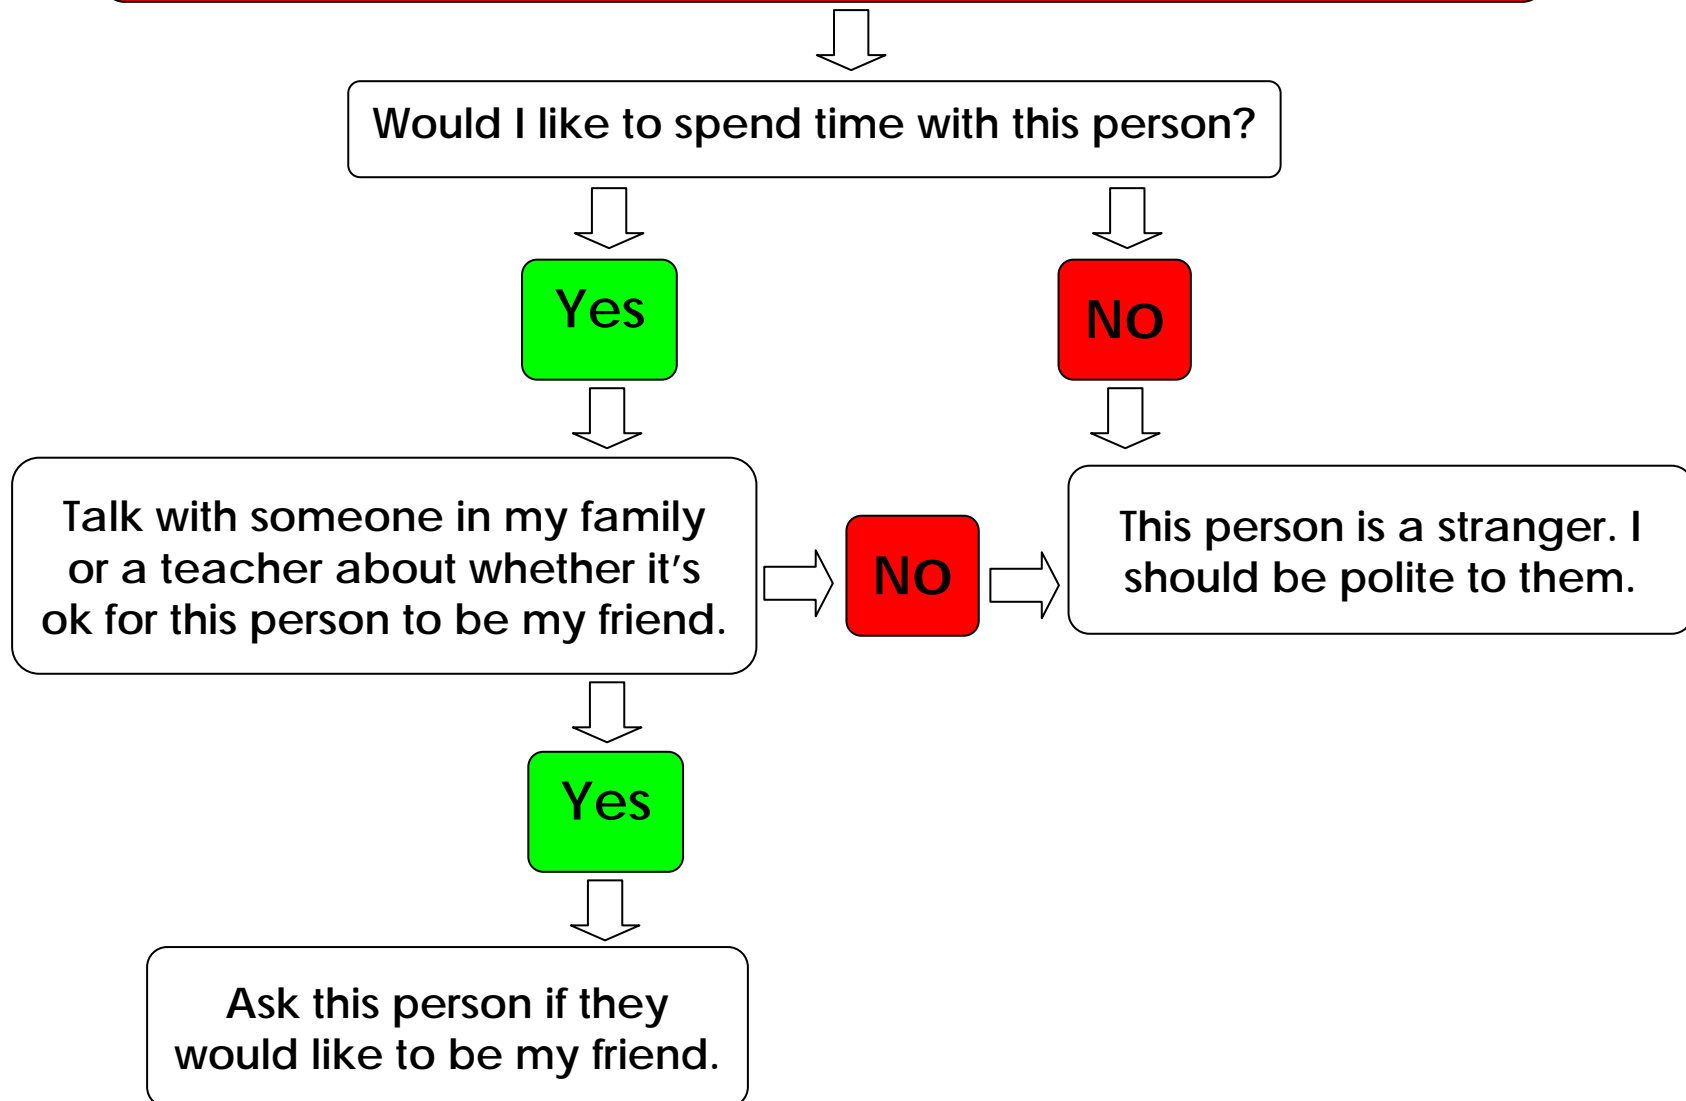 Would I like to spend time with this person?
Yes
NO
Talk with someone in my family
or a teacher about whether it's
ok for this person to be my friend.
NO
This person is a stranger. I
should be polite to them.
Yes
Ask this person if they
would like to be my friend.